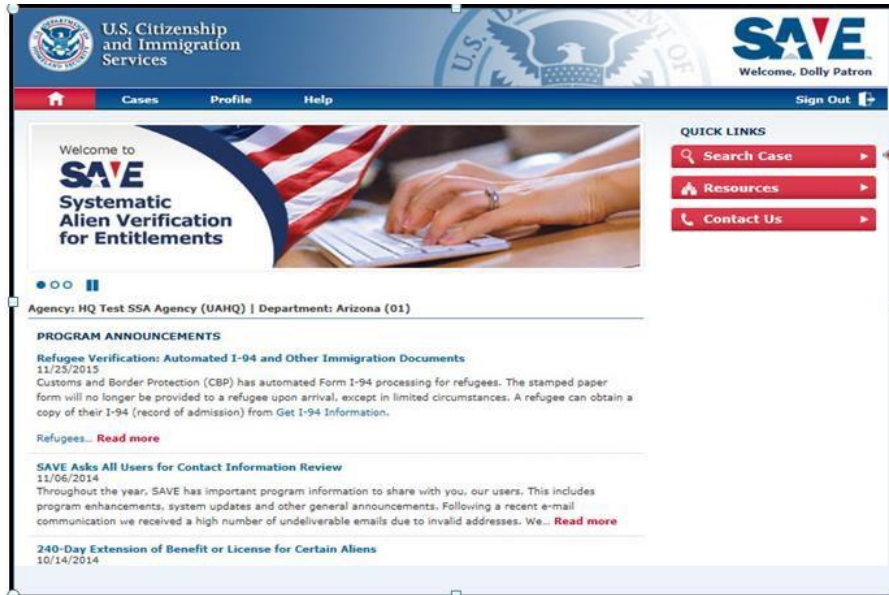 U.S. Citizenship
and Immigration
Services
SAVE
Welcome, Dolly Patron
Cases Profile Help Sign Out
Welcome to
SAVE
Systematic
Alien Verification
for Entitlements
QUICK LINKS
Search Case
Resources
Contact Us
Agency: HQ Test SSA Agency (UAHQ) | Department: Arizona (01)
PROGRAM ANNOUNCEMENTS
Refugee Verification: Automated I-94 and Other Immigration Documents
11/25/2015
Customs and Border Protection (CBP) has automated Form I-94 processing for refugees. The stamped paper
form will no longer be provided to a refugee upon arrival, except in limited circumstances. A refugee can obtain a
copy of their I-94 (record of admission) from Get I-94 Information.
Refugees... Read more
SAVE Asks All Users for Contact Information Review
11/06/2014
Throughout the year, SAVE has important program information to share with you, our users. This includes
program enhancements, system updates and other general announcements. Following a recent e-mail
communication we received a high number of undeliverable emails due to invalid addresses. We... Read more
240-Day Extension of Benefit or License for Certain Aliens
10/14/2014